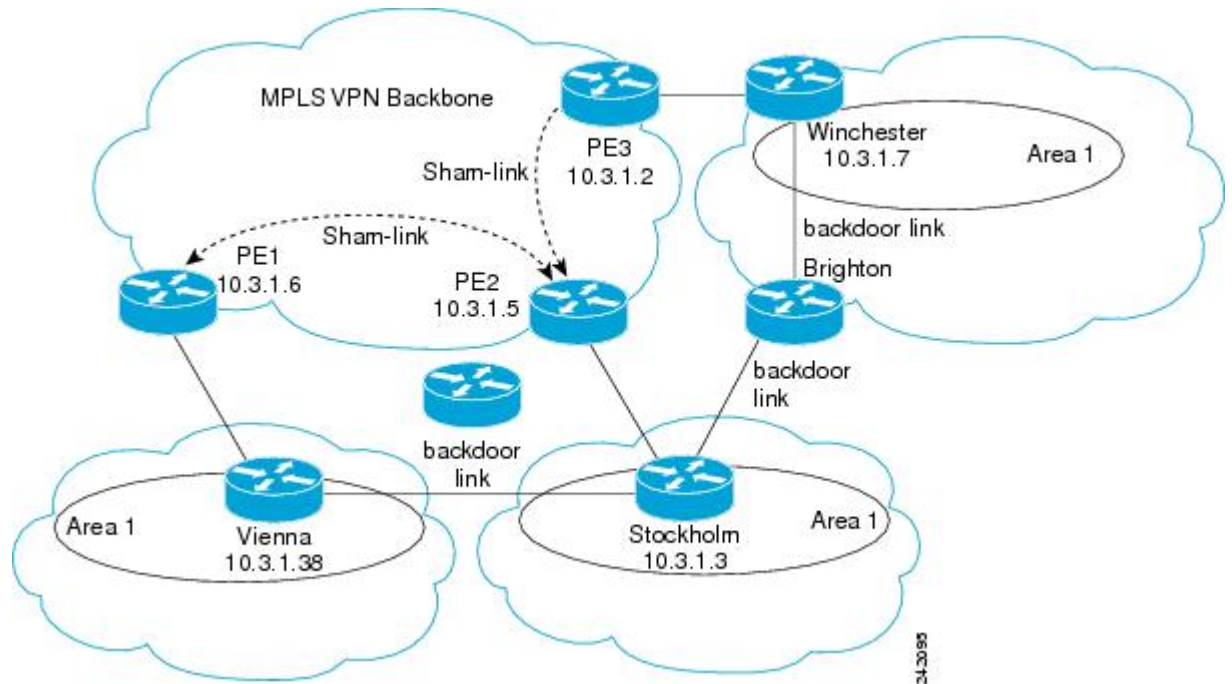 MPLS VPN Backbone
PE3
10.3.1.2
Winchester
10.3.1.7
Area 1
Sham-link
Sham-link
backdoor link
Brighton
PE1
10.3.1.6
PE2
10.3.1.5
backdoor
link
backdoor
link
Area 1
Vienna
10.3.1.38
Stockholm
10.3.1.3
Area 1
243095